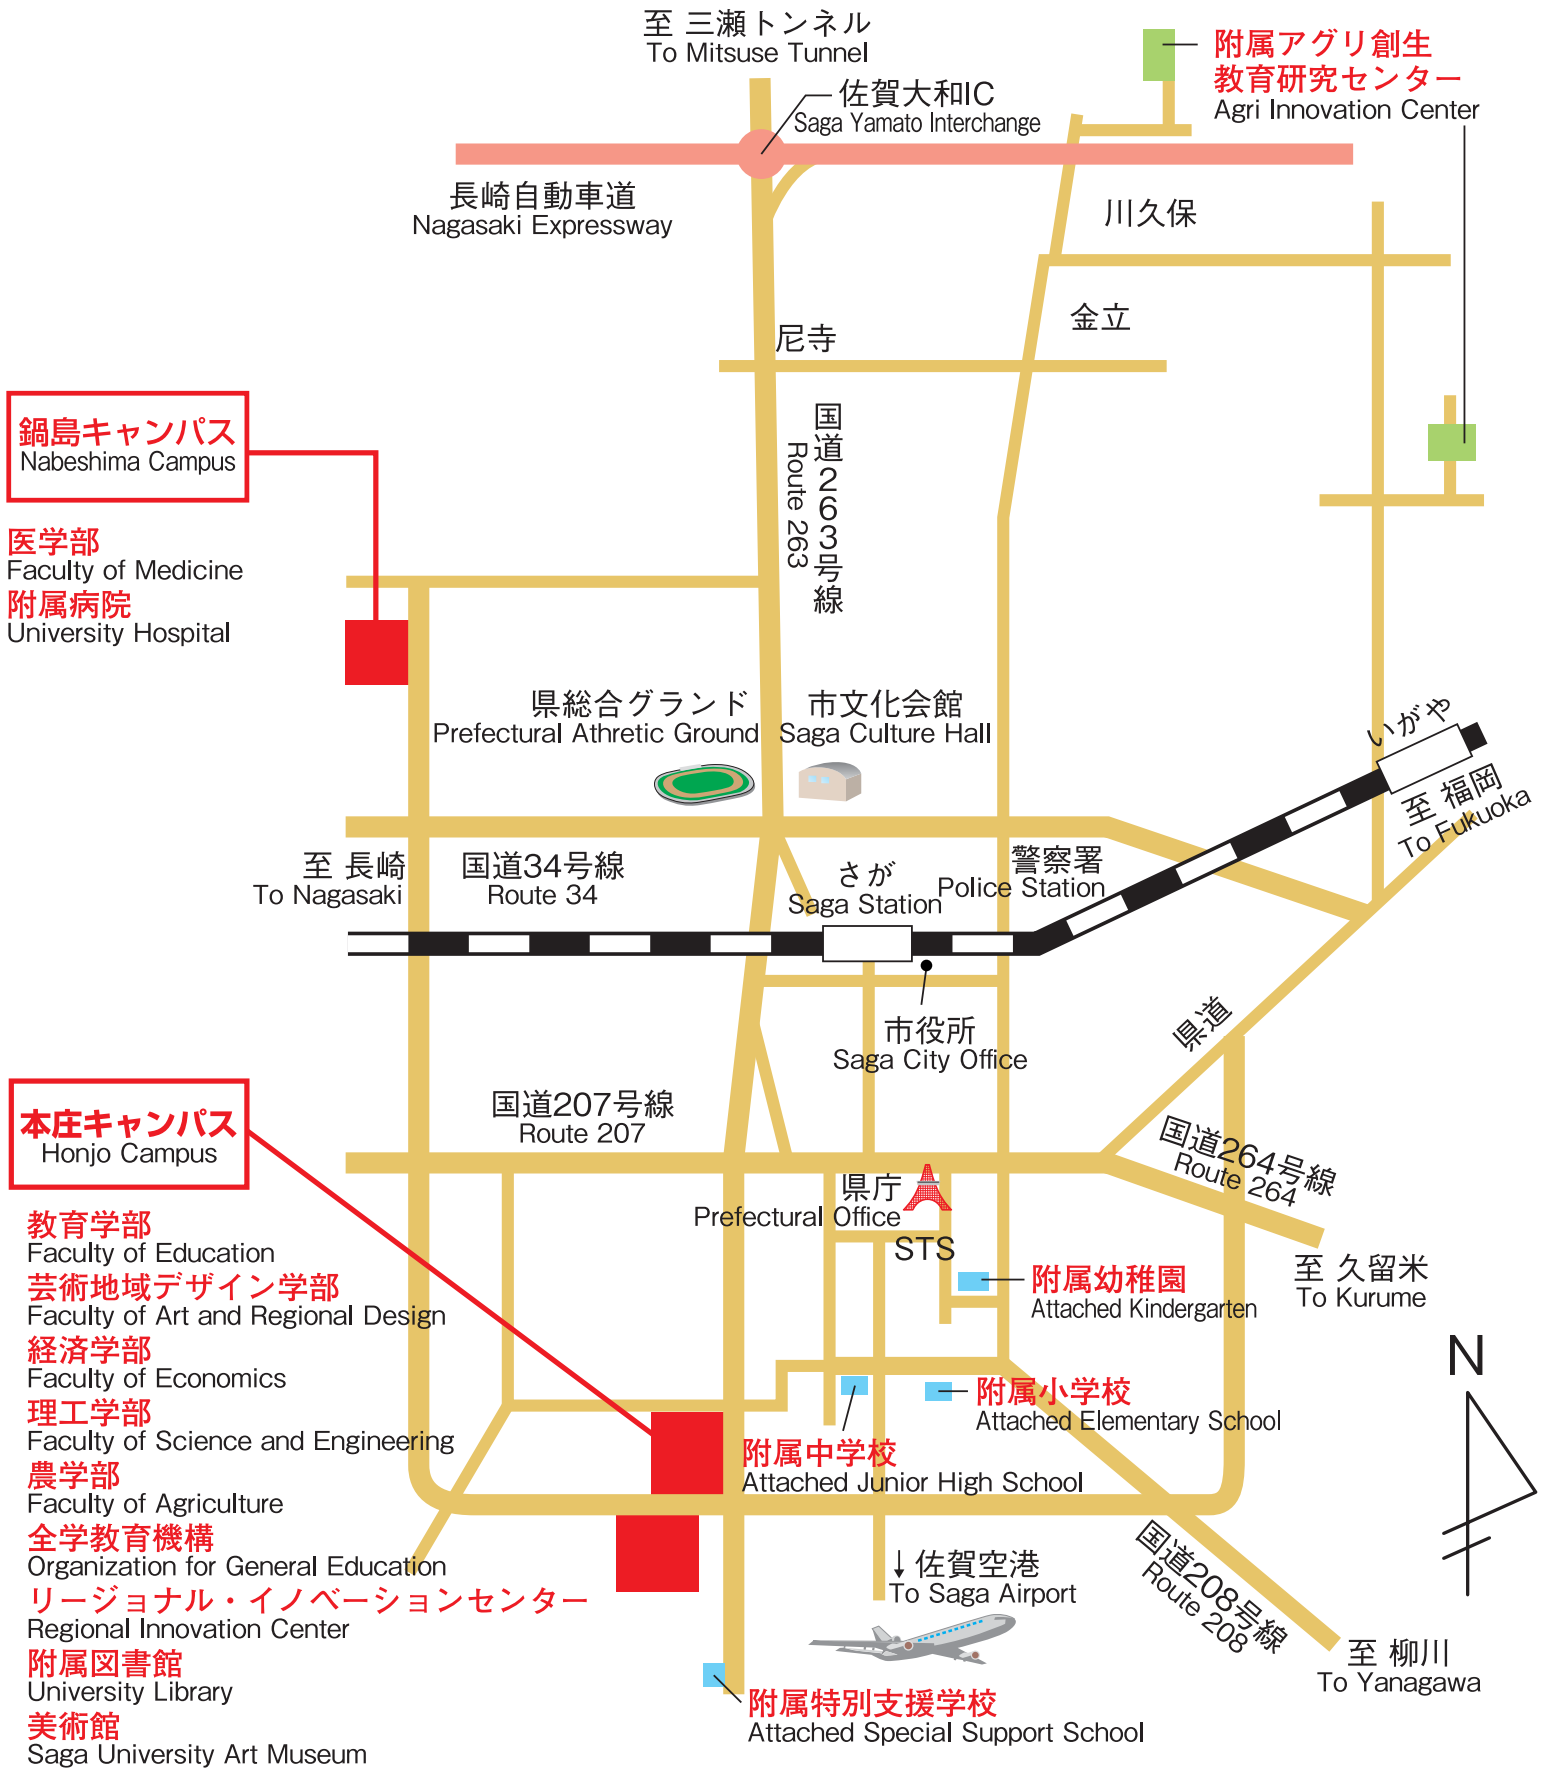 至 三瀬トンネル
To Mitsuse Tunnel
附属アグリ創生
教育研究センター
Agri Innovation Center
佐賀大和IC
Saga Yamato Interchange
長崎自動車道
Nagasaki Expressway
川久保
金立
尼寺
国道263号線
Route 263
鍋島キャンパス
Nabeshima Campus
医学部
Faculty of Medicine
附属病院
University Hospital
県総合グランド
Prefectural Athretic Ground
市文化会館
Saga Culture Hall
いがや
至 福岡
To Fukuoka
至 長崎
To Nagasaki
国道34号線
Route 34
さが
Saga Station
警察署
Police Station
市役所
Saga City Office
県道
国道207号線
Route 207
国道264号線
Route 264
至 久留米
To Kurume
県庁
Prefectural Office
STS
附属幼稚園
Attached Kindergarten
本庄キャンパス
Honjo Campus
教育学部
Faculty of Education
芸術地域デザイン学部
Faculty of Art and Regional Design
経済学部
Faculty of Economics
理工学部
Faculty of Science and Engineering
農学部
Faculty of Agriculture
全学教育機構
Organization for General Education
リージョナル・イノベーションセンター
Regional Innovation Center
附属図書館
University Library
美術館
Saga University Art Museum
附属小学校
Attached Elementary School
附属中学校
Attached Junior High School
N
↓佐賀空港
To Saga Airport
国道208号線
Route 208
至 柳川
To Yanagawa
附属特別支援学校
Attached Special Support School